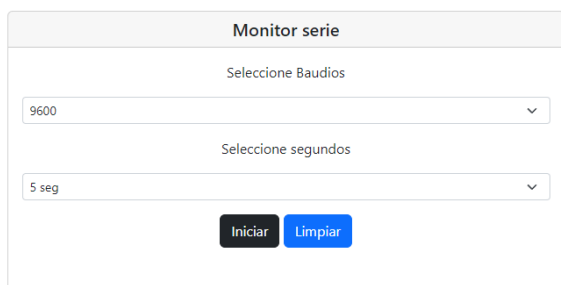 Monitor serie
Seleccione Baudios
9600
Seleccione segundos
5 seg
Iniciar Limpiar